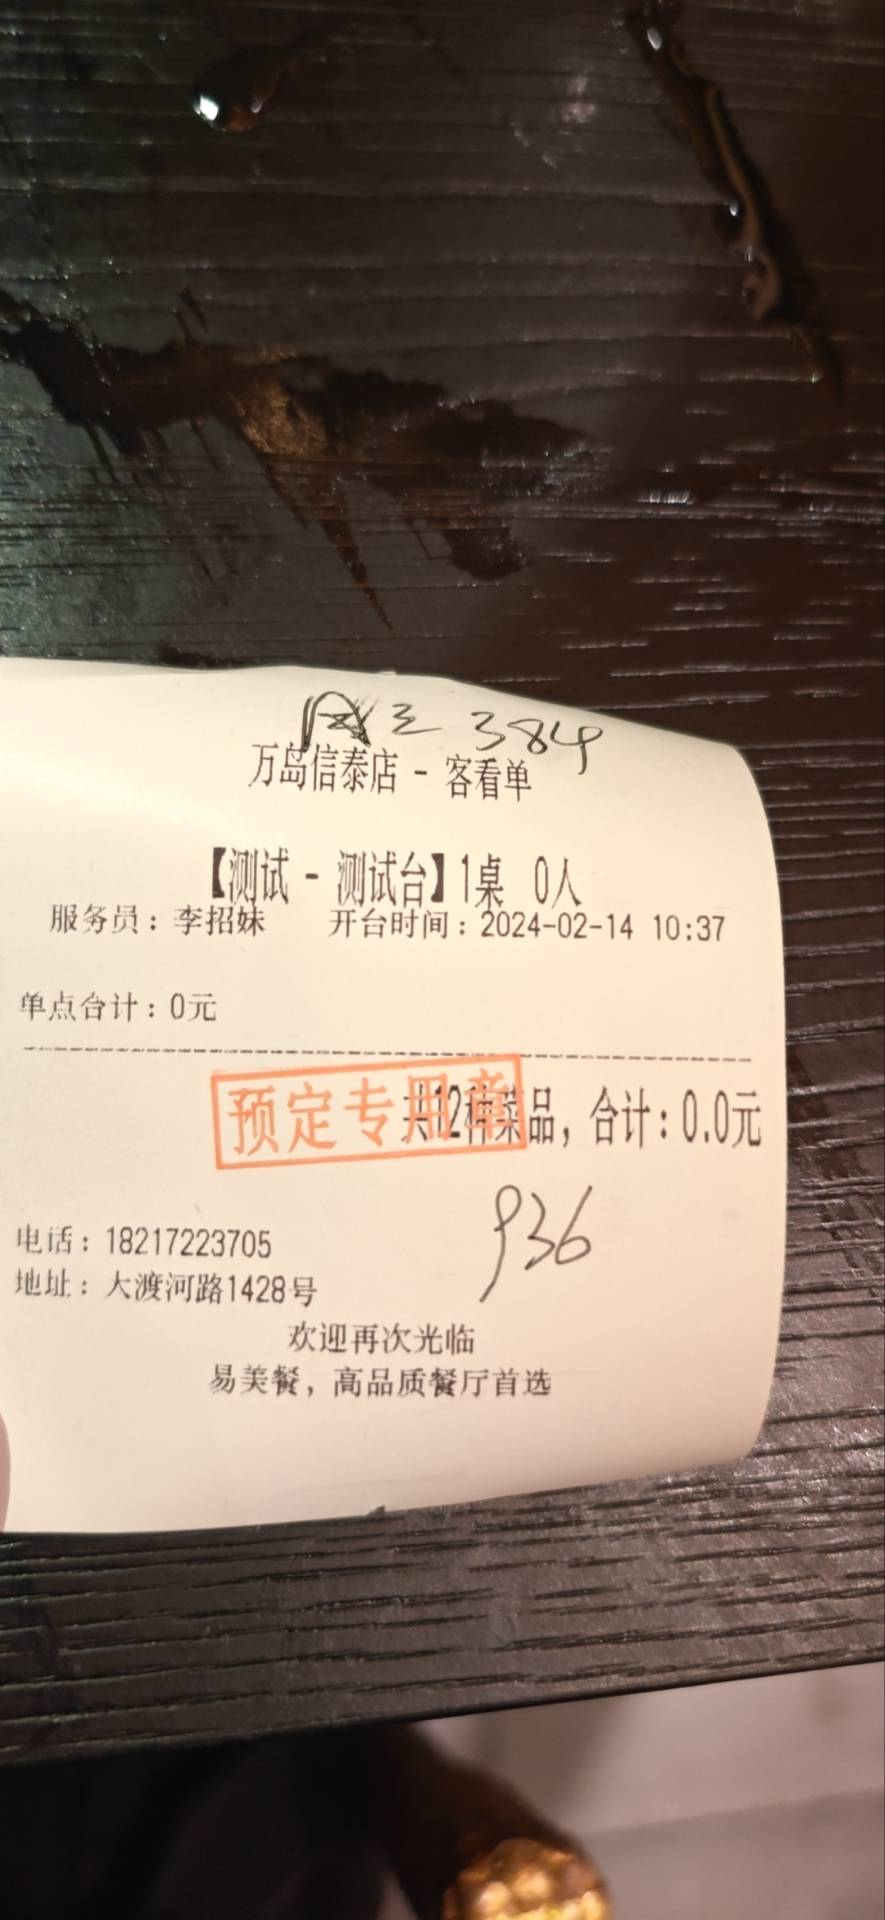 384
万岛信泰店 - 客看单
【测试 - 测试台】1桌 0人
服务员：李招妹 开台时间：2024-02-14 10:37
单点合计：0元
预定专用章
共12种菜品，合计：0.0元
936
电话：18217223705
地址：大渡河路1428号
欢迎再次光临
易美餐，高品质餐厅首选